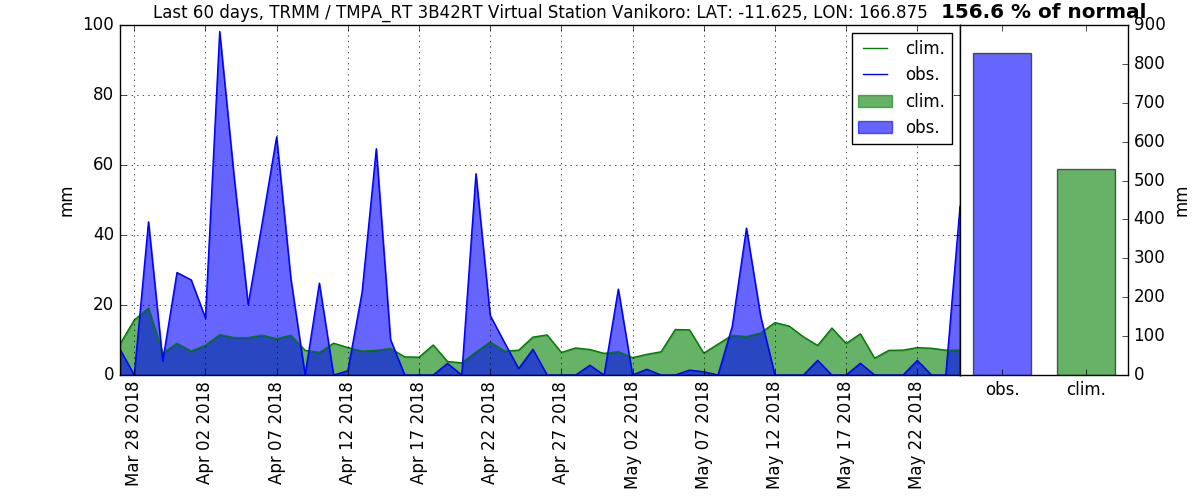 Last 60 days, TRMM / TMPA_RT 3B42RT Virtual Station Vanikoro: LAT: -11.625, LON: 166.875 156.6 % of normal
100
80
60
40
20
0
mm
clim.
obs.
clim.
obs.
900
800
700
600
500
400
300
200
100
0
mm
Mar 28 2018
Apr 02 2018
Apr 07 2018
Apr 12 2018
Apr 17 2018
Apr 22 2018
Apr 27 2018
May 02 2018
May 07 2018
May 12 2018
May 17 2018
May 22 2018
obs.
clim.